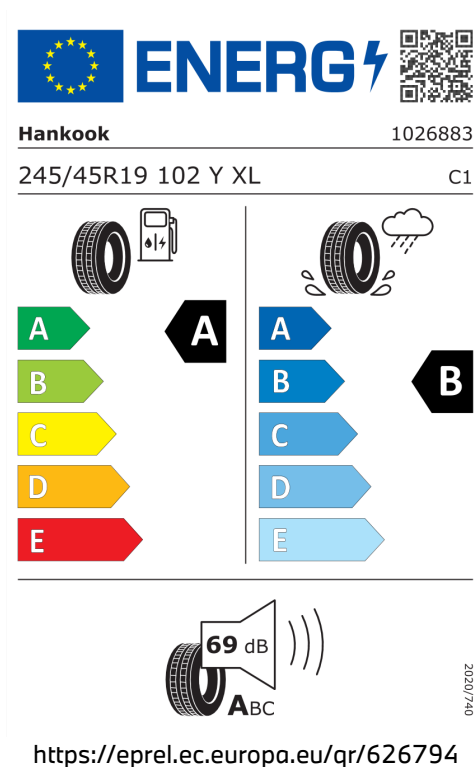 ENERG
Hankook 1026883
245/45R19 102 Y XL C1
A A A
B B B
C C
D D
E E
69 dB
ABC
2020/740
https://eprel.ec.europa.eu/qr/626794